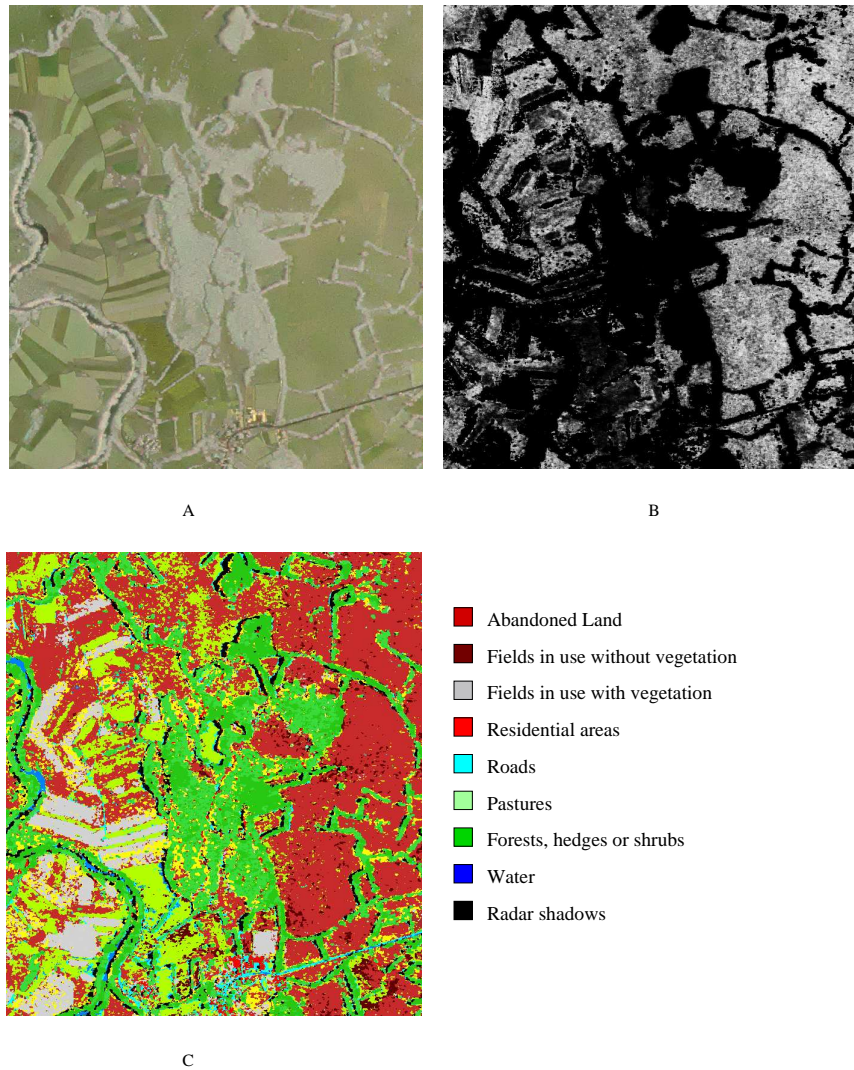 A
B
Abandoned Land
Fields in use without vegetation
Fields in use with vegetation
Residential areas
Roads
Pastures
Forests, hedges or shrubs
Water
Radar shadows
C